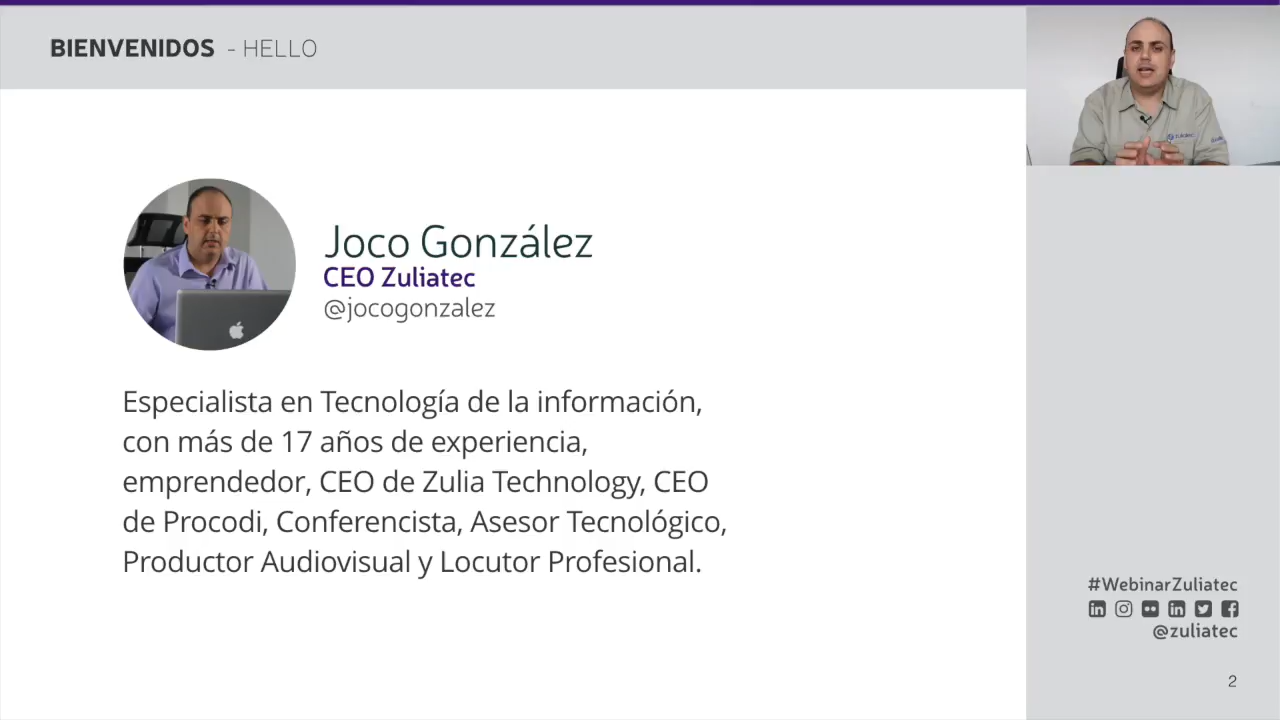 BIENVENIDOS - HELLO
Joco González
CEO Zuliatec
@jocogonzalez
Especialista en Tecnología de la información,
con más de 17 años de experiencia,
emprendedor, CEO de Zulia Technology, CEO
de Procodi, Conferencista, Asesor Tecnológico,
Productor Audiovisual y Locutor Profesional.
#WebinarZuliatec
@zuliatec
2